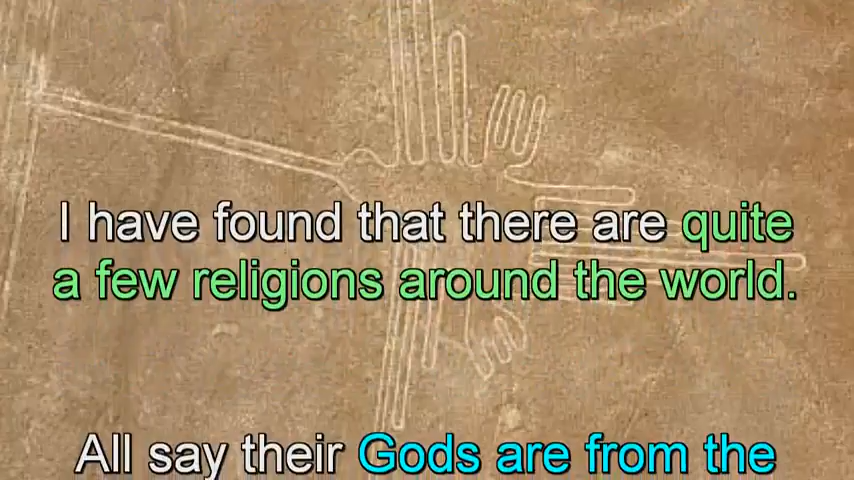 I have found that there are quite
a few religions around the world.
All say their Gods are from the